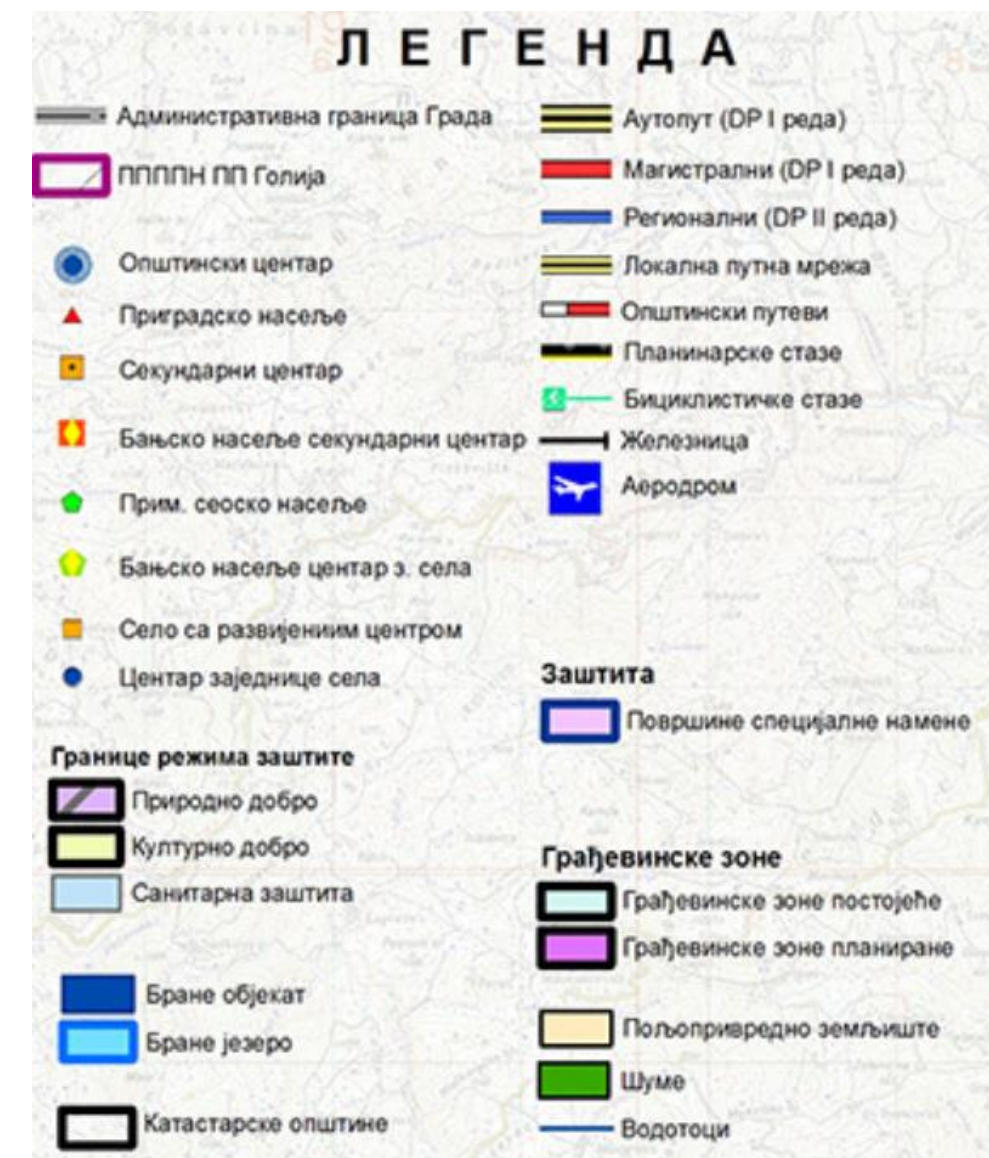 ЛЕГЕНДА
Административна граница Града
ППППН ПП Голија
Општински центар
Приградско насеље
Секундарни центар
Бањско насеље секундарни центар
Прим. сеоско насеље
Бањско насеље центар з. села
Село са развијениим центром
Центар заједнице села
Границе режима заштите
Природно добро
Културно добро
Санитарна заштита
Бране објекат
Бране језеро
Катастарске општине
Аутопут (DP I реда)
Магистрални (DP I реда)
Регионални (DP II реда)
Локална путна мрежа
Општински путеви
Планинарске стазе
Бициклистичке стазе
Железница
Аеродром
Заштита
Површине специјалне намене
Грађевинске зоне
Грађевинске зоне постојеће
Грађевинске зоне планиране
Пољопривредно земљиште
Шуме
Водотоци